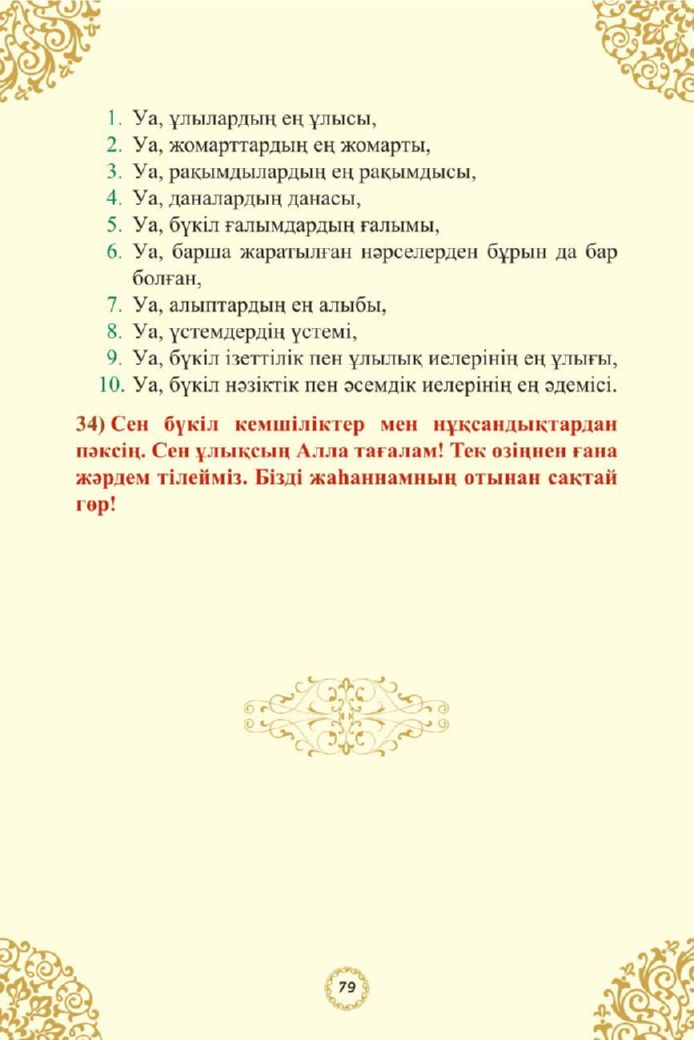 1. Уа, ұлылардың ең ұлысы,
2. Уа, жомарттардың ең жомарты,
3. Уа, рақымдылардың ең рақымдысы,
4. Уа, даналардың данасы,
5. Уа, бүкіл ғалымдардың ғалымы,
6. Уа, барша жаратылған нәрселерден бұрын да бар
болған,
7. Уа, алыптардың ең алыбы,
8. Уа, үстемдердің үстемі,
9. Уа, бүкіл ізеттілік пен ұлылық иелерінің ең ұлығы,
10. Уа, бүкіл нәзіктік пен әсемдік иелерінің ең әдемісі.
34) Сен бүкіл кемшіліктер мен нұқсандықтардан
пәксің. Сен ұлықсың Алла тағалам! Тек өзіңнен ғана
жәрдем тілейміз. Бізді жаһаннамның отынан сақтай
гөр!
79